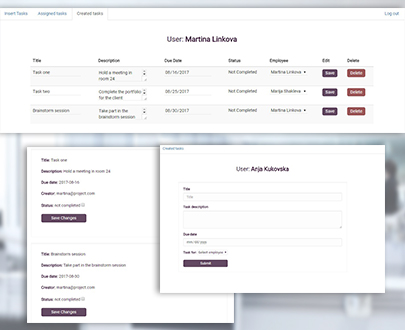 Insert Tasks Assigned tasks Created tasks Log out
User: Martina Linkova
Title Description Due Date Status Employee Edit Delete
Task one Hold a meeting in room 24 08/16/2017 Not Completed Martina Linkova Save Delete
Task two Complete the portfolio for the client 08/25/2017 Not Completed Marija Shakleva Save Delete
Brainstorm session Take part in the brainstorm session 08/30/2017 Not Completed Martina Linkova Save Delete
Title: Task one
Description: Hold a meeting in room 24
Due date: 2017-08-16
Creator: martina@project.com
Status: not completed
Save Changes
Title: Brainstorm session
Description: Take part in the brainstorm session
Due date: 2017-08-30
Creator: martina@project.com
Status: not completed
Save Changes
Created tasks
User: Anja Kukovska
Title
Title
Task description
Due date
mm/dd/yyyy
Task for: Select employee
Submit